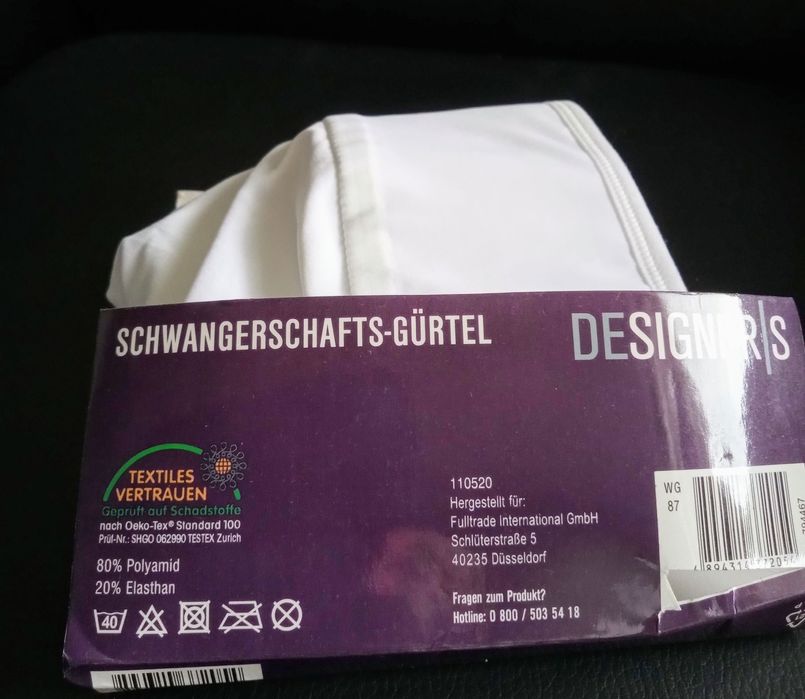 SCHWANGERSCHAFTS-GÜRTEL
DESIGNER|S
TEXTILES
VERTRAUEN
Geprüft auf Schadstoffe
nach Oeko-Tex® Standard 100
Prüf-Nr.: SHGO 062990 TESTEX Zurich
80% Polyamid
20% Elasthan
40
110520
Hergestellt für:
Fulltrade International GmbH
Schlüterstraße 5
40235 Düsseldorf
Fragen zum Produkt?
Hotline: 0 800 / 503 54 18
WG
87